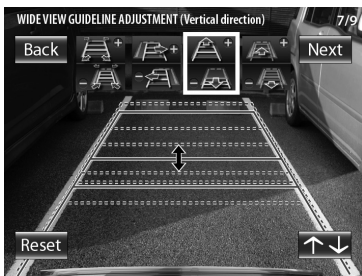 WIDE VIEW GUIDELINE ADJUSTMENT (Vertical direction) 7/9
Back + + + + Next
- - - -
Reset ↑↓